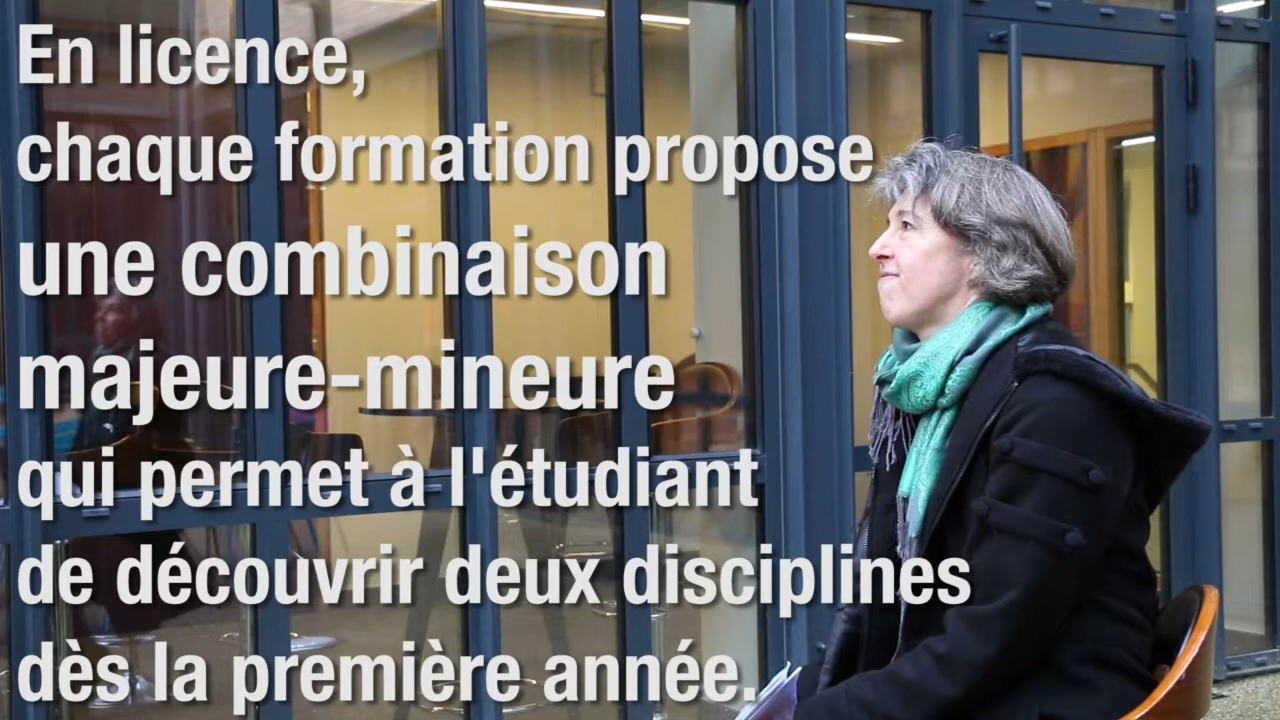 En licence,
chaque formation propose
une combinaison
majeure-mineure
qui permet à l'étudiant
de découvrir deux disciplines
dès la première année.